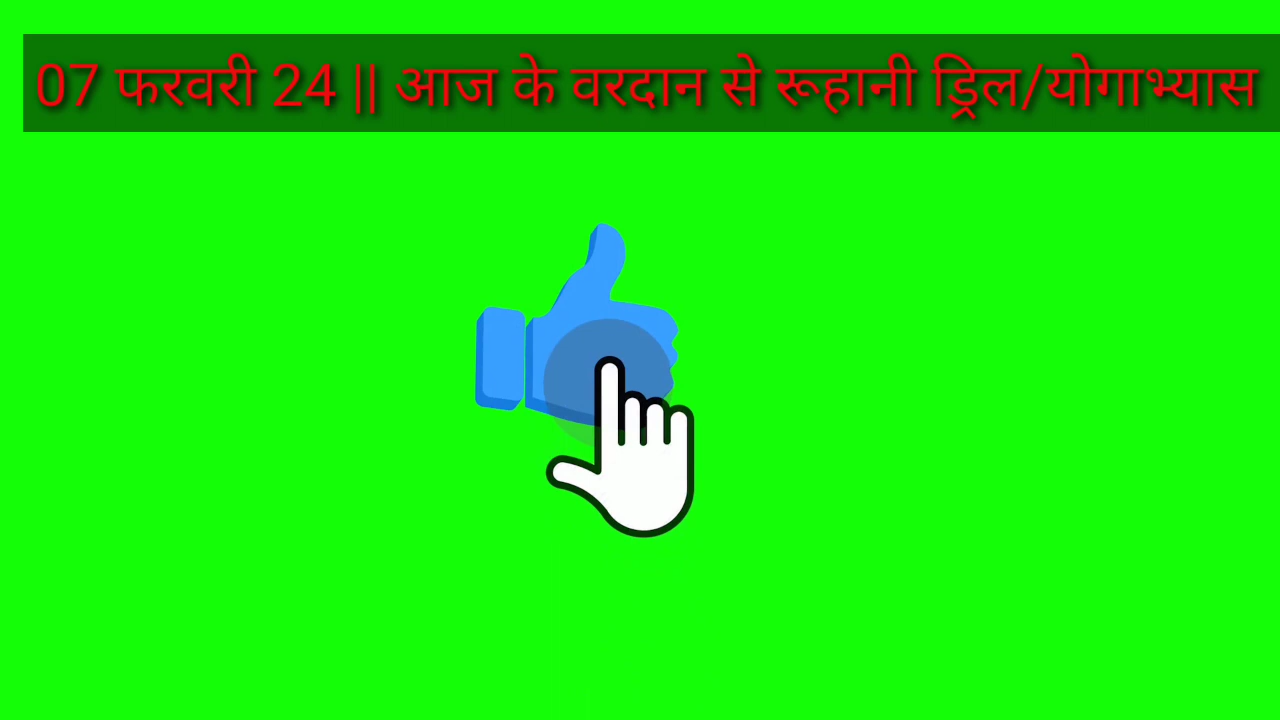 07 फरवरी 24 || आज के वरदान से रूहानी ड्रिल/योगाभ्यास